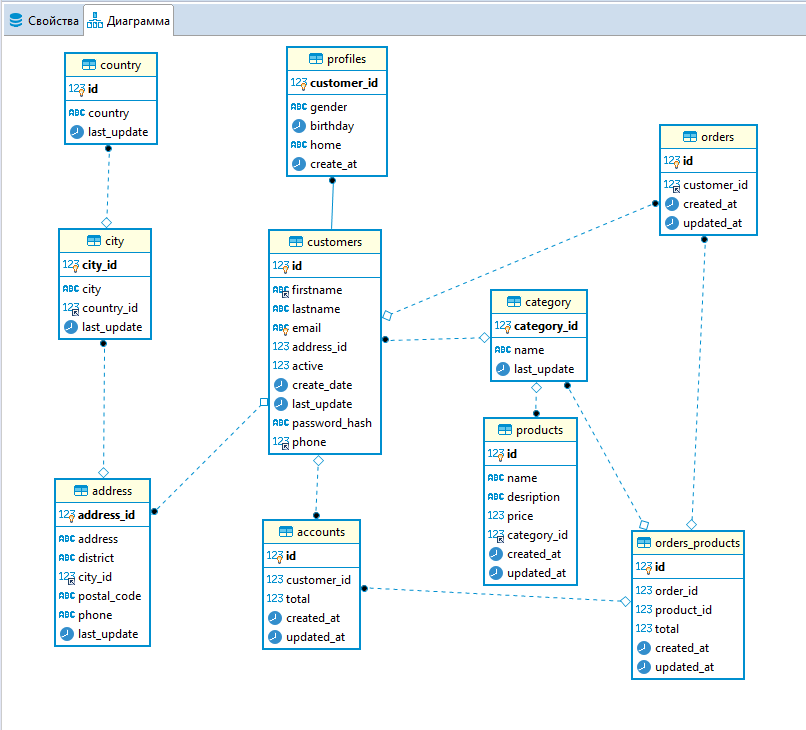 Свойства
Диаграмма
country
123 id
ABC country
last_update
profiles
123 customer_id
ABC gender
birthday
ABC home
create_at
orders
123 id
123 customer_id
created_at
updated_at
city
123 city_id
ABC city
123 country_id
last_update
customers
123 id
ABC firstname
ABC lastname
ABC email
123 address_id
123 active
create_date
last_update
ABC password_hash
123 phone
category
123 category_id
ABC name
last_update
products
123 id
ABC name
ABC desription
123 price
123 category_id
created_at
updated_at
address
123 address_id
ABC address
ABC district
123 city_id
ABC postal_code
ABC phone
last_update
accounts
123 id
123 customer_id
123 total
created_at
updated_at
orders_products
123 id
123 order_id
123 product_id
123 total
created_at
updated_at